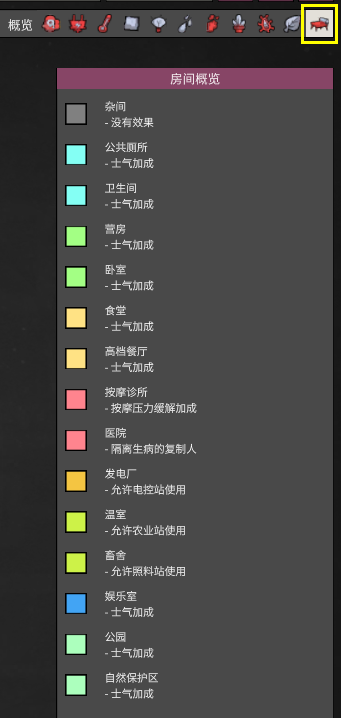 概览
房间概览
杂间
- 没有效果
公共厕所
- 士气加成
卫生间
- 士气加成
营房
- 士气加成
卧室
- 士气加成
食堂
- 士气加成
高档餐厅
- 士气加成
按摩诊所
- 按摩压力缓解加成
医院
- 隔离生病的复制人
发电厂
- 允许电控站使用
温室
- 允许农业站使用
畜舍
- 允许照料站使用
娱乐室
- 士气加成
公园
- 士气加成
自然保护区
- 士气加成